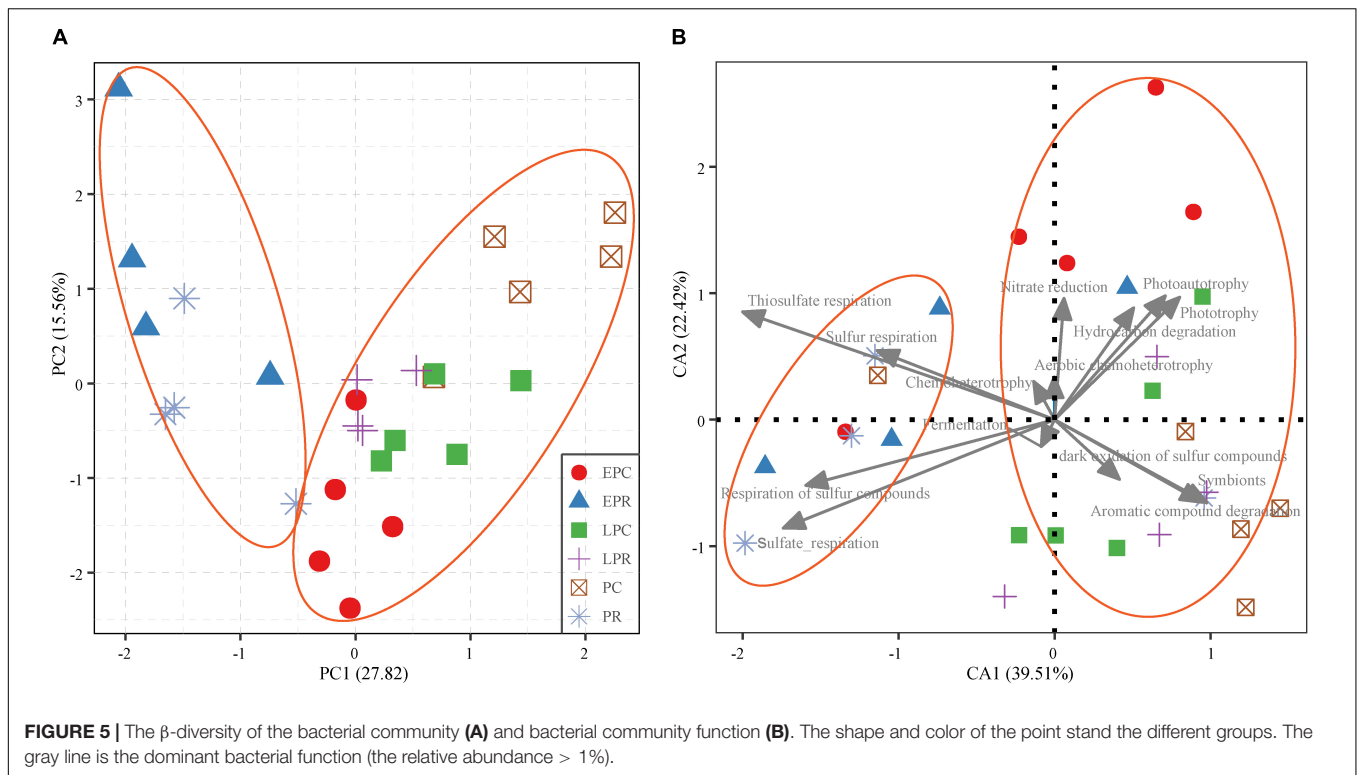 A
B
PC2 (15.56%)
3
2
1
0
-1
-2
-2
-1
0
1
2
PC1 (27.82)
EPC
EPR
LPC
LPR
PC
PR
CA2 (22.42%)
2
1
0
-1
-2
-1
0
1
CA1 (39.51%)
Nitrate reduction
Photoautotrophy
Thiosulfate respiration
Phototrophy
Hydrocarbon degradation
Sulfur respiration
Aerobic chemoheterotrophy
Chemoheterotrophy
Fermentation
dark oxidation of sulfur compounds
Symbionts
Respiration of sulfur compounds
Aromatic compound degradation
Sulfate_respiration
FIGURE 5 | The β-diversity of the bacterial community (A) and bacterial community function (B). The shape and color of the point stand the different groups. The
gray line is the dominant bacterial function (the relative abundance > 1%).